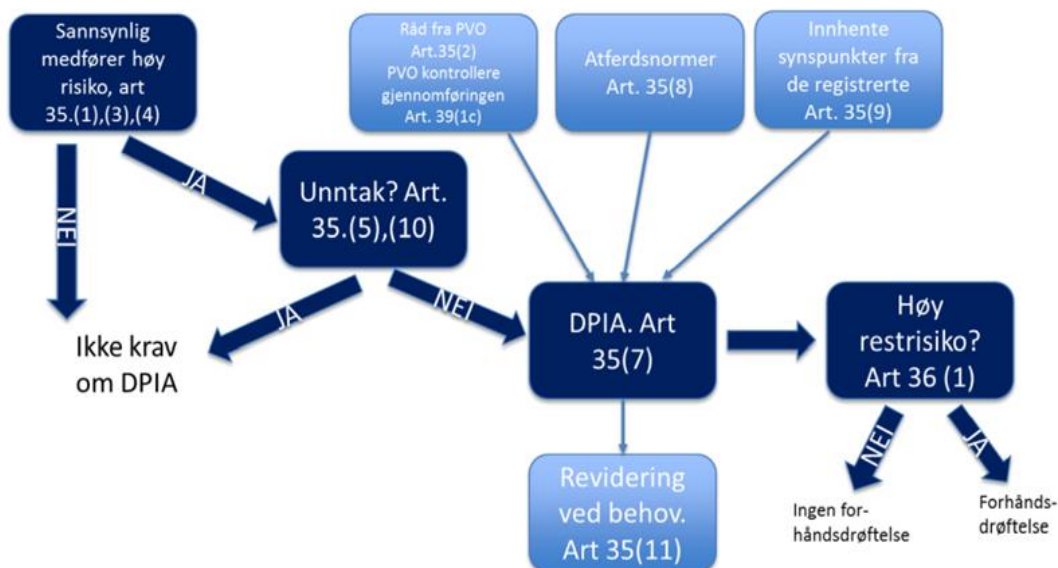 Sannsynlig
medfører høy
risiko, art
35.(1),(3),(4)
Råd fra PVO
Art.35(2)
PVO kontrollere
gjennomføringen
Art. 39(1c)
Atferdsnormer
Art. 35(8)
Innhente
synspunkter fra
de registrerte
Art. 35(9)
NEI
JA
Unntak? Art.
35.(5),(10)
JA
NEI
Ikke krav
om DPIA
DPIA. Art
35(7)
Høy
restrisiko?
Art 36 (1)
NEI
JA
Revidering
ved behov.
Art 35(11)
Ingen for-
håndsdrøftelse
Forhånds-
drøftelse